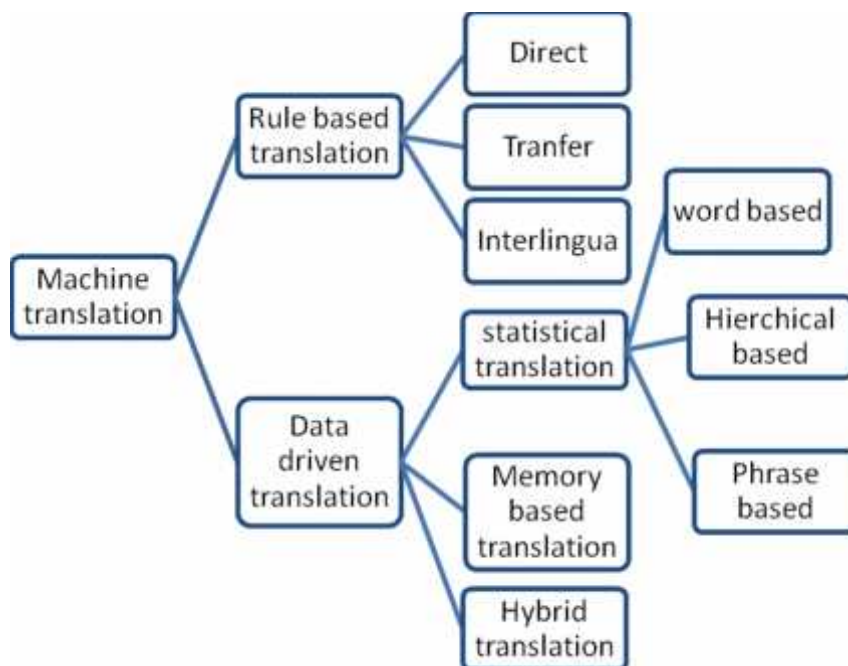 Direct
Rule based
translation
Tranfer
Interlingua
word based
Machine
translation
statistical
translation
Hierchical
based
Data
driven
translation
Memory
based
translation
Phrase
based
Hybrid
translation